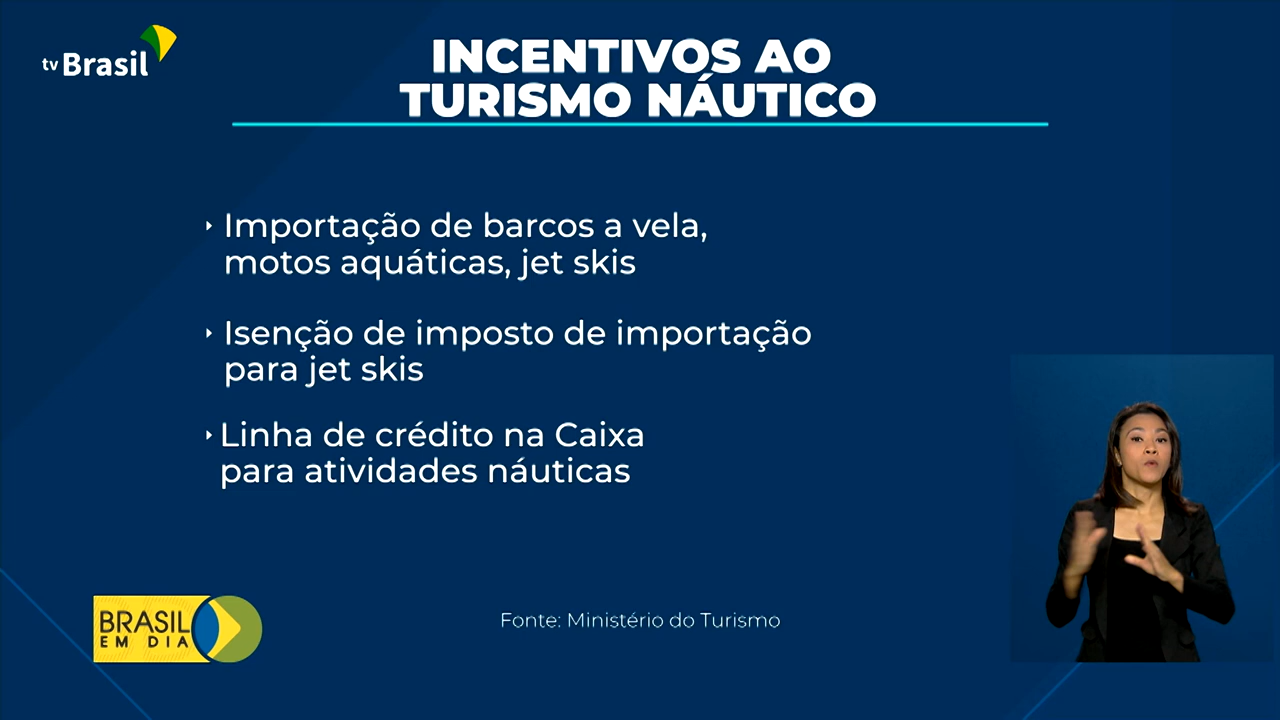 tv Brasil
INCENTIVOS AO
TURISMO NÁUTICO
Importação de barcos a vela,
motos aquáticas, jet skis
Isenção de imposto de importação
para jet skis
Linha de crédito na Caixa
para atividades náuticas
BRASIL
EM DIA
Fonte: Ministério do Turismo